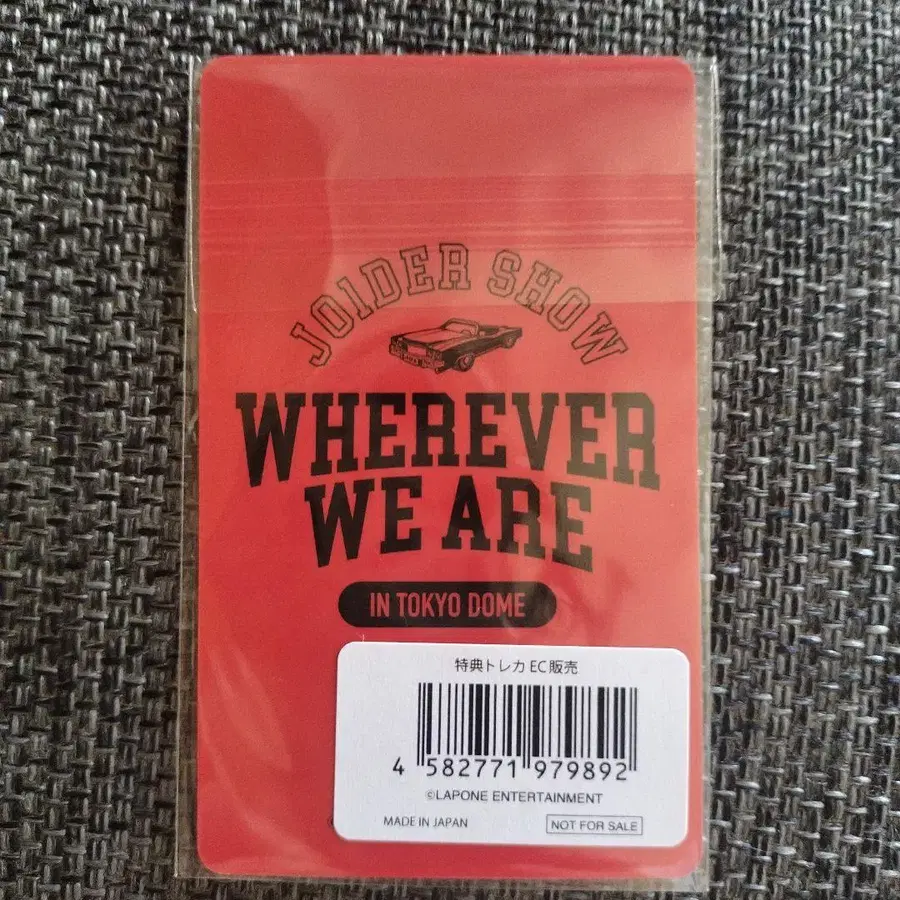 JO1DER SHOW
WHEREVER
WE ARE
IN TOKYO DOME
特典トレカ EC販売
4 582771 979892
©LAPONE ENTERTAINMENT
MADE IN JAPAN
NOT FOR SALE